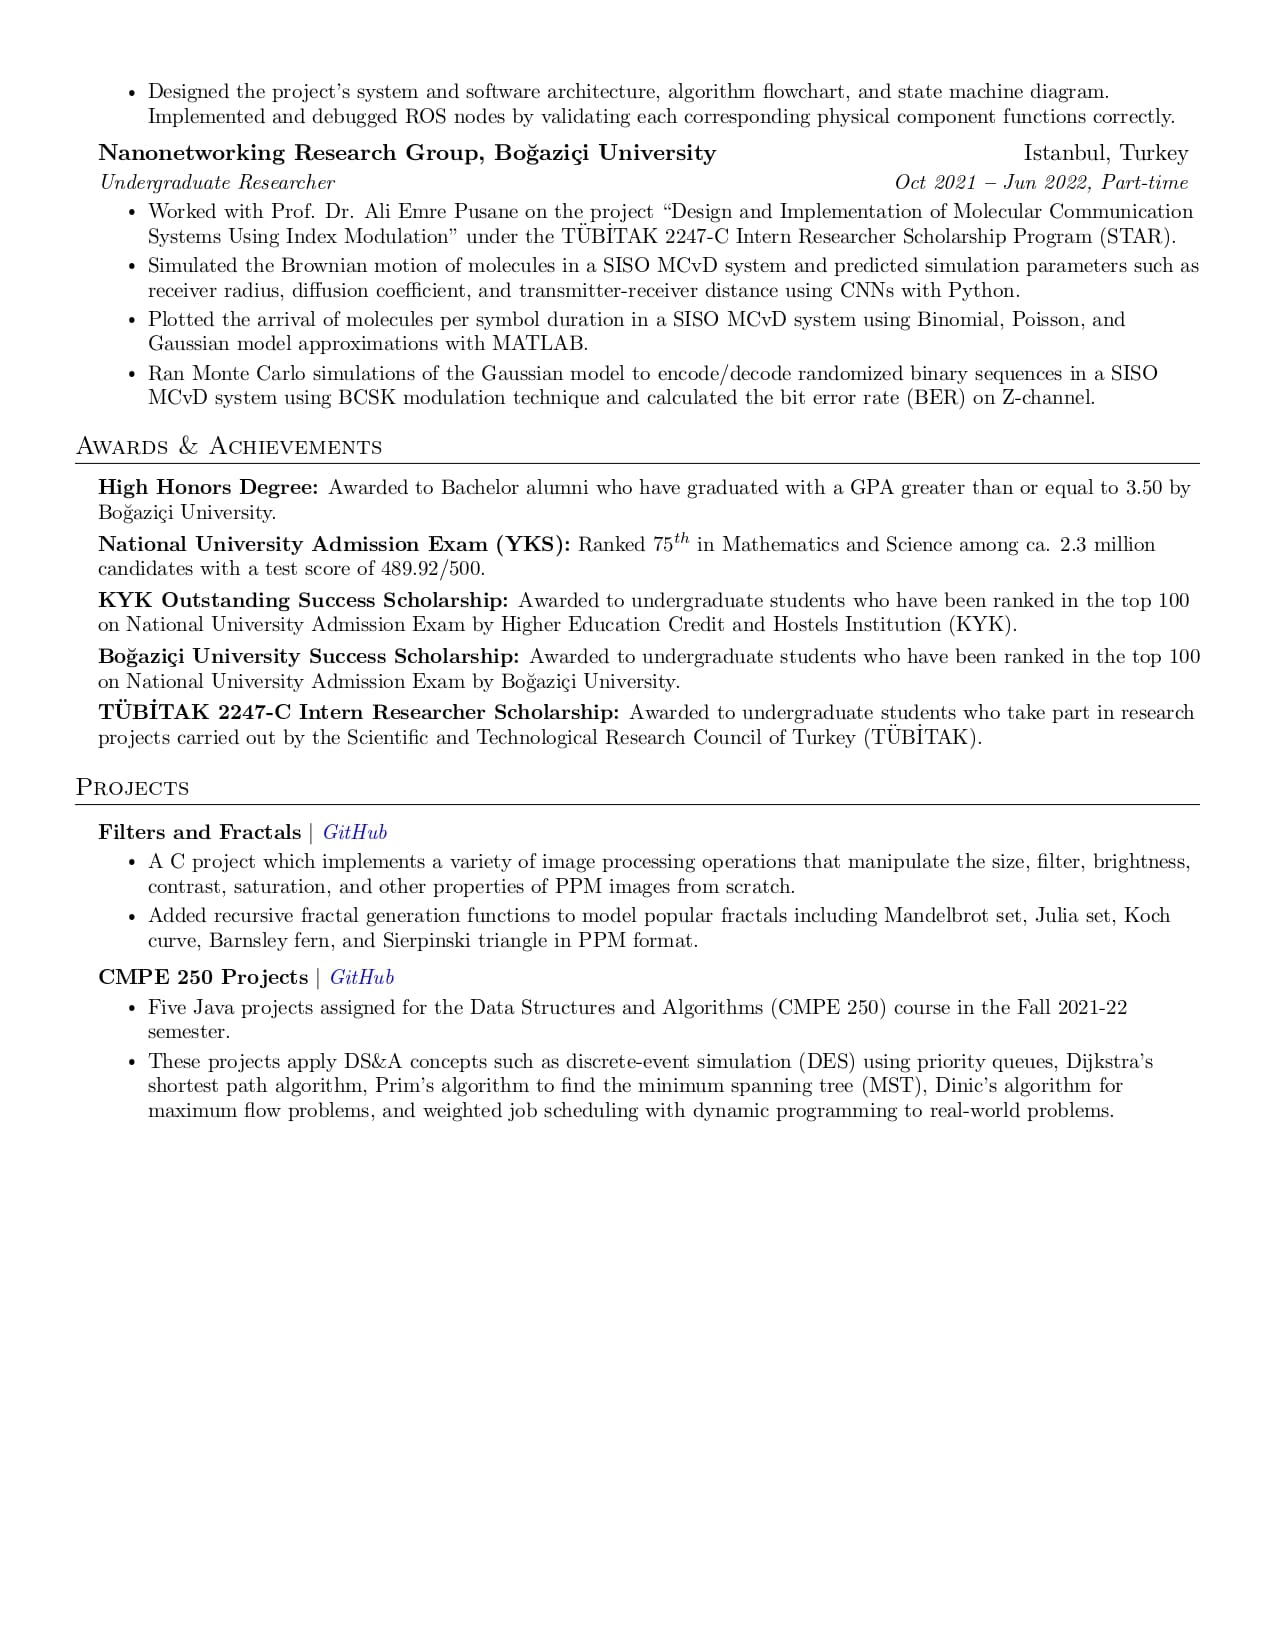 • Designed the project's system and software architecture, algorithm flowchart, and state machine diagram.
Implemented and debugged ROS nodes by validating each corresponding physical component functions correctly.
Nanonetworking Research Group, Boğaziçi University Istanbul, Turkey
Undergraduate Researcher Oct 2021 – Jun 2022, Part-time
• Worked with Prof. Dr. Ali Emre Pusane on the project “Design and Implementation of Molecular Communication
Systems Using Index Modulation” under the TÜBİTAK 2247-C Intern Researcher Scholarship Program (STAR).
• Simulated the Brownian motion of molecules in a SISO MCvD system and predicted simulation parameters such as
receiver radius, diffusion coefficient, and transmitter-receiver distance using CNNs with Python.
• Plotted the arrival of molecules per symbol duration in a SISO MCvD system using Binomial, Poisson, and
Gaussian model approximations with MATLAB.
• Ran Monte Carlo simulations of the Gaussian model to encode/decode randomized binary sequences in a SISO
MCvD system using BCSK modulation technique and calculated the bit error rate (BER) on Z-channel.
Awards & Achievements
High Honors Degree: Awarded to Bachelor alumni who have graduated with a GPA greater than or equal to 3.50 by
Boğaziçi University.
National University Admission Exam (YKS): Ranked 75th in Mathematics and Science among ca. 2.3 million
candidates with a test score of 489.92/500.
KYK Outstanding Success Scholarship: Awarded to undergraduate students who have been ranked in the top 100
on National University Admission Exam by Higher Education Credit and Hostels Institution (KYK).
Boğaziçi University Success Scholarship: Awarded to undergraduate students who have been ranked in the top 100
on National University Admission Exam by Boğaziçi University.
TÜBİTAK 2247-C Intern Researcher Scholarship: Awarded to undergraduate students who take part in research
projects carried out by the Scientific and Technological Research Council of Turkey (TÜBİTAK).
Projects
Filters and Fractals | GitHub
• A C project which implements a variety of image processing operations that manipulate the size, filter, brightness,
contrast, saturation, and other properties of PPM images from scratch.
• Added recursive fractal generation functions to model popular fractals including Mandelbrot set, Julia set, Koch
curve, Barnsley fern, and Sierpinski triangle in PPM format.
CMPE 250 Projects | GitHub
• Five Java projects assigned for the Data Structures and Algorithms (CMPE 250) course in the Fall 2021-22
semester.
• These projects apply DS&A concepts such as discrete-event simulation (DES) using priority queues, Dijkstra's
shortest path algorithm, Prim's algorithm to find the minimum spanning tree (MST), Dinic's algorithm for
maximum flow problems, and weighted job scheduling with dynamic programming to real-world problems.